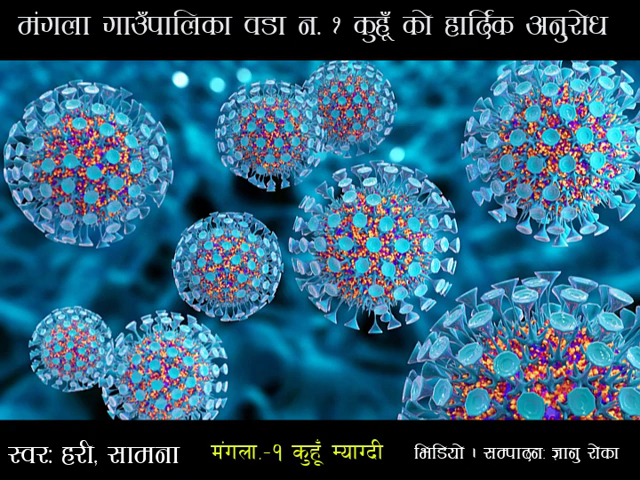 मंगला गाउँपालिका वडा न. १ कुहूँ को हार्दिक अनुरोध
स्वर: हरी, सामना मंगला.-१ कुहूँ म्याग्दी भिडियो । सम्पादन: ज्ञानु रोका